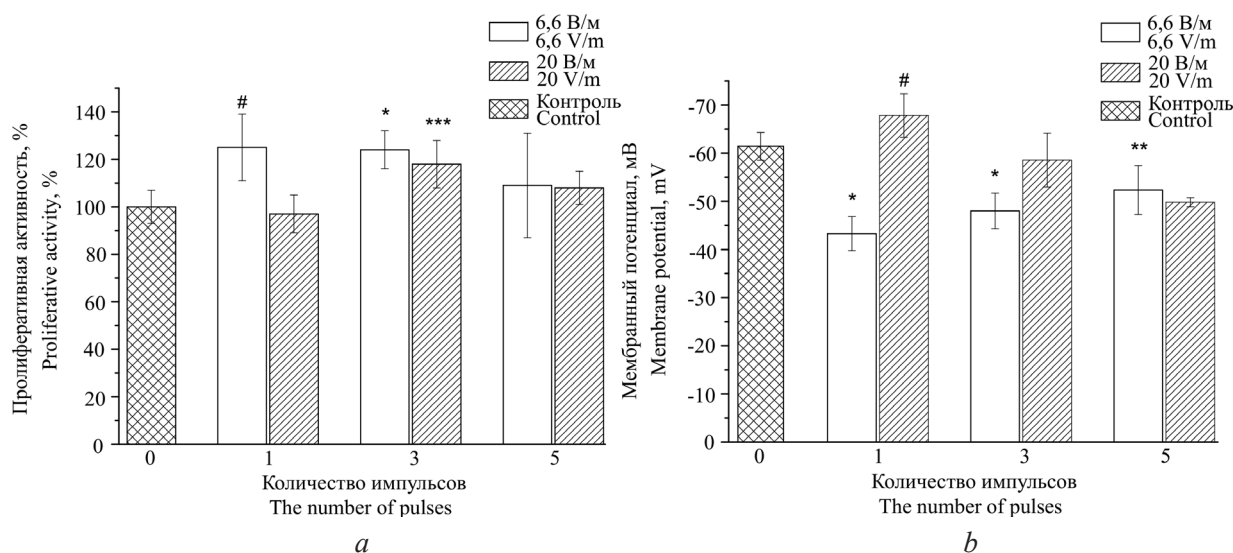 6,6 В/м
6,6 V/m
20 В/м
20 V/m
Контроль
Control
Пролиферативная активность, %
Proliferative activity, %
140
120
100
80
60
40
20
0
#
*
***
0 1 3 5
Количество импульсов
The number of pulses
a
6,6 В/м
6,6 V/m
20 В/м
20 V/m
Контроль
Control
Мембранный потенциал, мВ
Membrane potential, mV
-70
-60
-50
-40
-30
-20
-10
0
*
#
*
**
0 1 3 5
Количество импульсов
The number of pulses
b